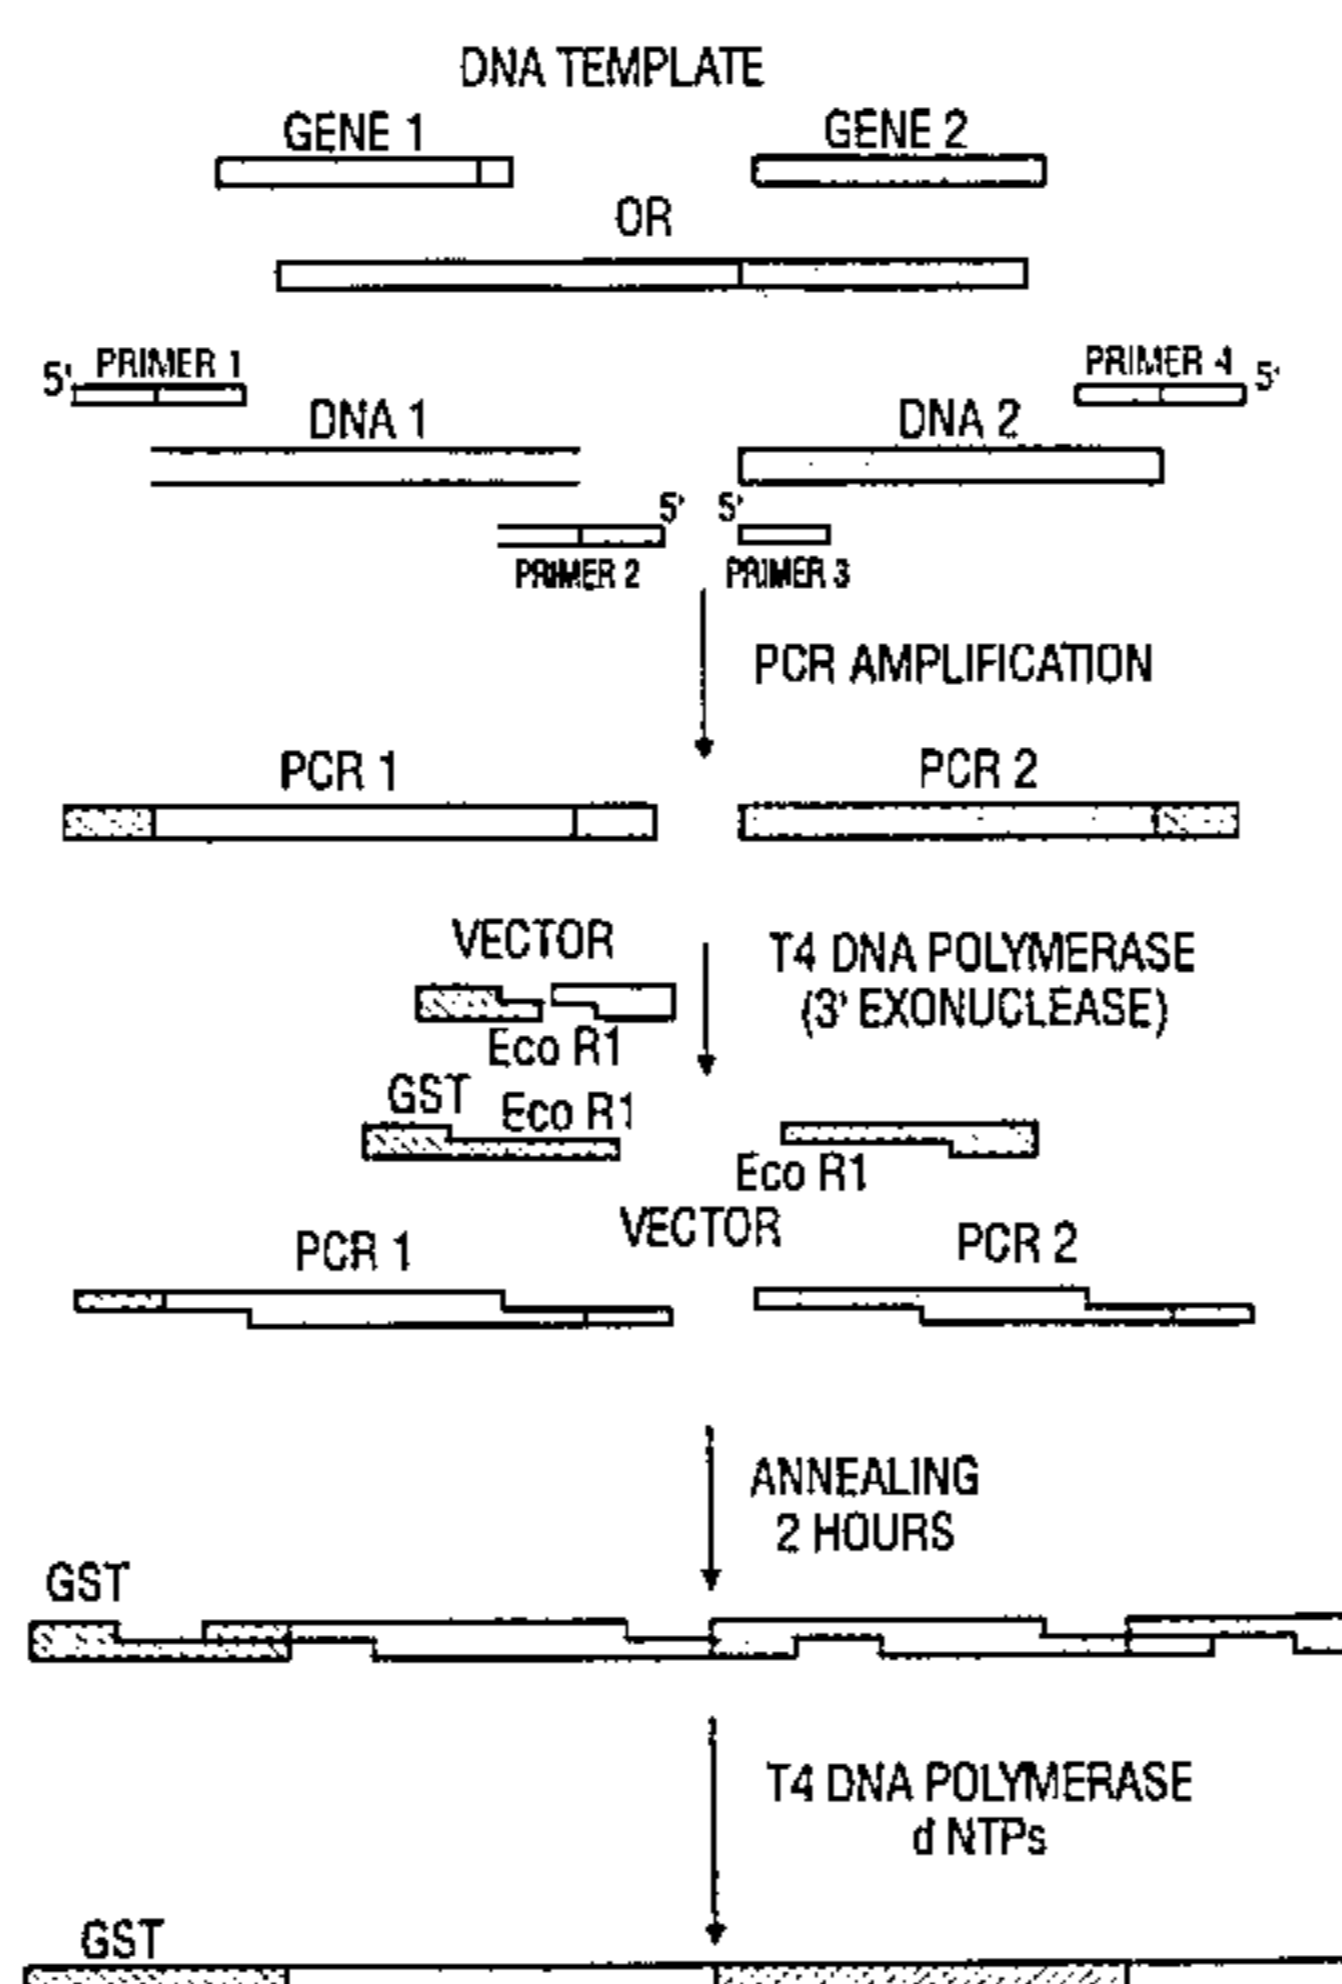 DNA TEMPLATE
GENE 1 GENE 2
OR
5' PRIMER 1 PRIMER 4 5'
DNA 1 DNA 2
5' 5'
PRIMER 2 PRIMER 3
PCR AMPLIFICATION
PCR 1 PCR 2
VECTOR T4 DNA POLYMERASE
(3' EXONUCLEASE)
Eco R1
GST Eco R1
Eco R1
VECTOR
PCR 1 PCR 2
ANNEALING
2 HOURS
GST
T4 DNA POLYMERASE
d NTPs
GST